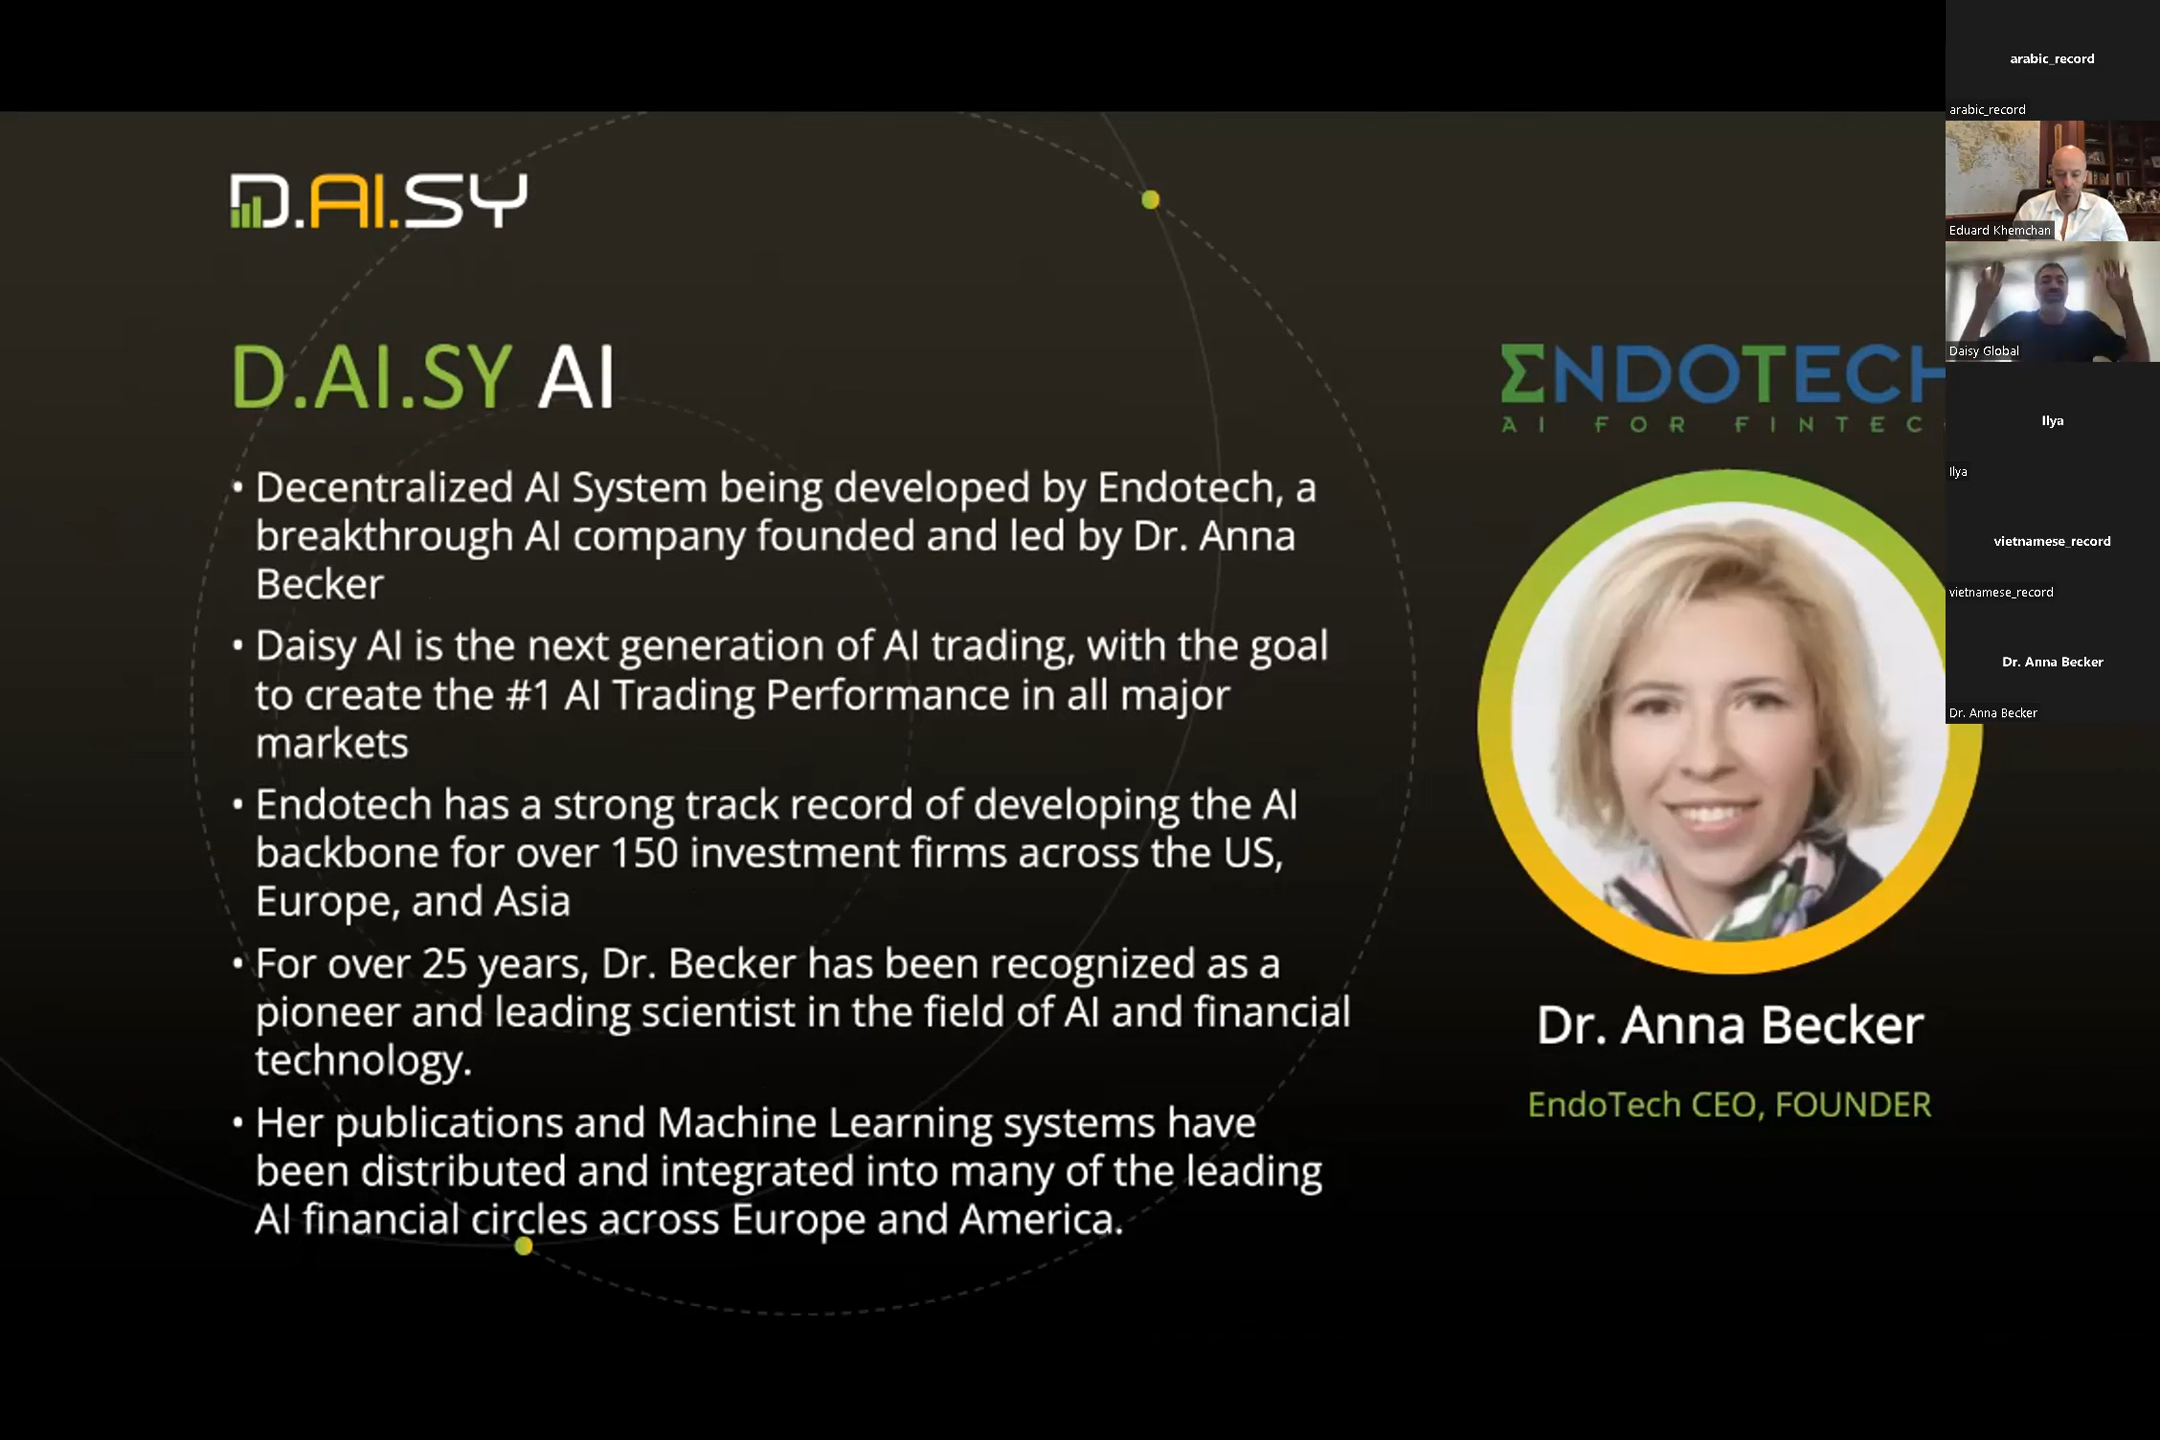 D.AI.SY
D.AI.SY AI
• Decentralized AI System being developed by Endotech, a
breakthrough AI company founded and led by Dr. Anna
Becker
• Daisy AI is the next generation of AI trading, with the goal
to create the #1 AI Trading Performance in all major
markets
• Endotech has a strong track record of developing the AI
backbone for over 150 investment firms across the US,
Europe, and Asia
• For over 25 years, Dr. Becker has been recognized as a
pioneer and leading scientist in the field of AI and financial
technology.
• Her publications and Machine Learning systems have
been distributed and integrated into many of the leading
AI financial circles across Europe and America.
ΣNDOTECH
AI FOR FINTEC
Dr. Anna Becker
EndoTech CEO, FOUNDER
arabic_record
arabic_record
Eduard Khemchan
Daisy Global
Ilya
Ilya
vietnamese_record
vietnamese_record
Dr. Anna Becker
Dr. Anna Becker